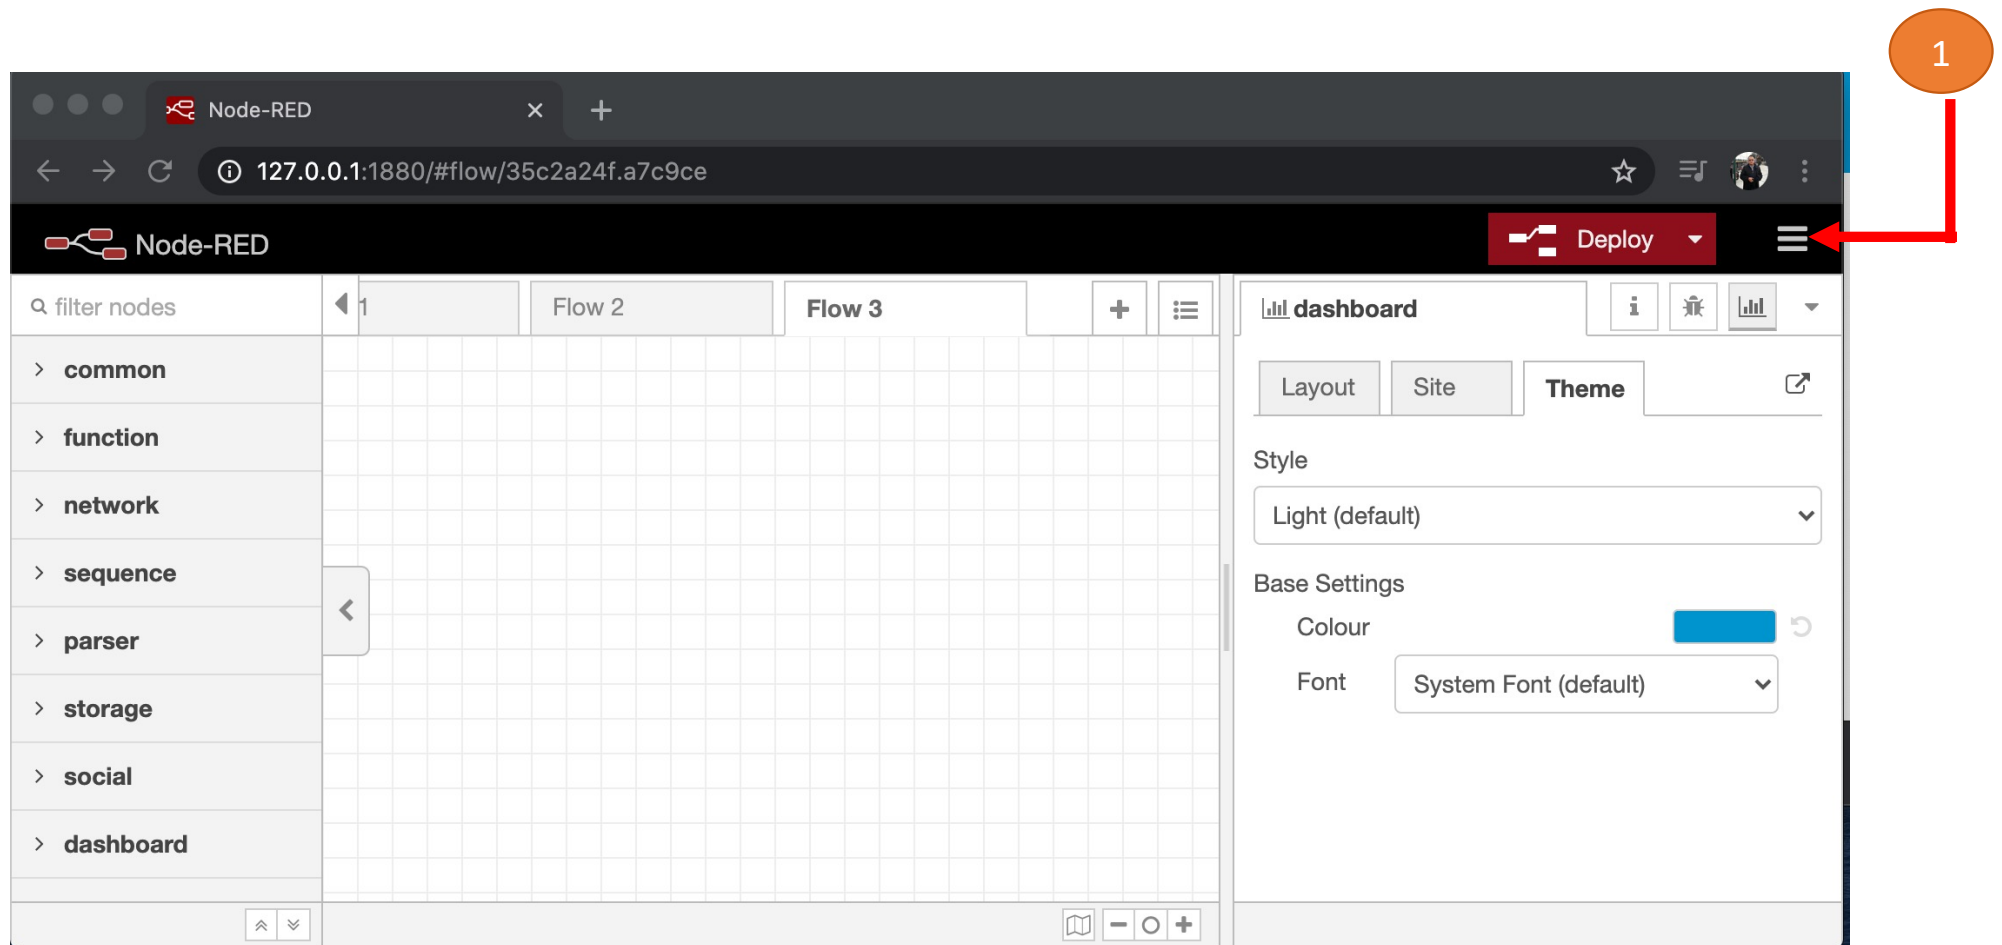 1
Node-RED
127.0.0.1:1880/#flow/35c2a24f.a7c9ce
Node-RED
Deploy
filter nodes
1
Flow 2
Flow 3
dashboard
common
function
network
sequence
parser
storage
social
dashboard
Layout
Site
Theme
Style
Light (default)
Base Settings
Colour
Font
System Font (default)